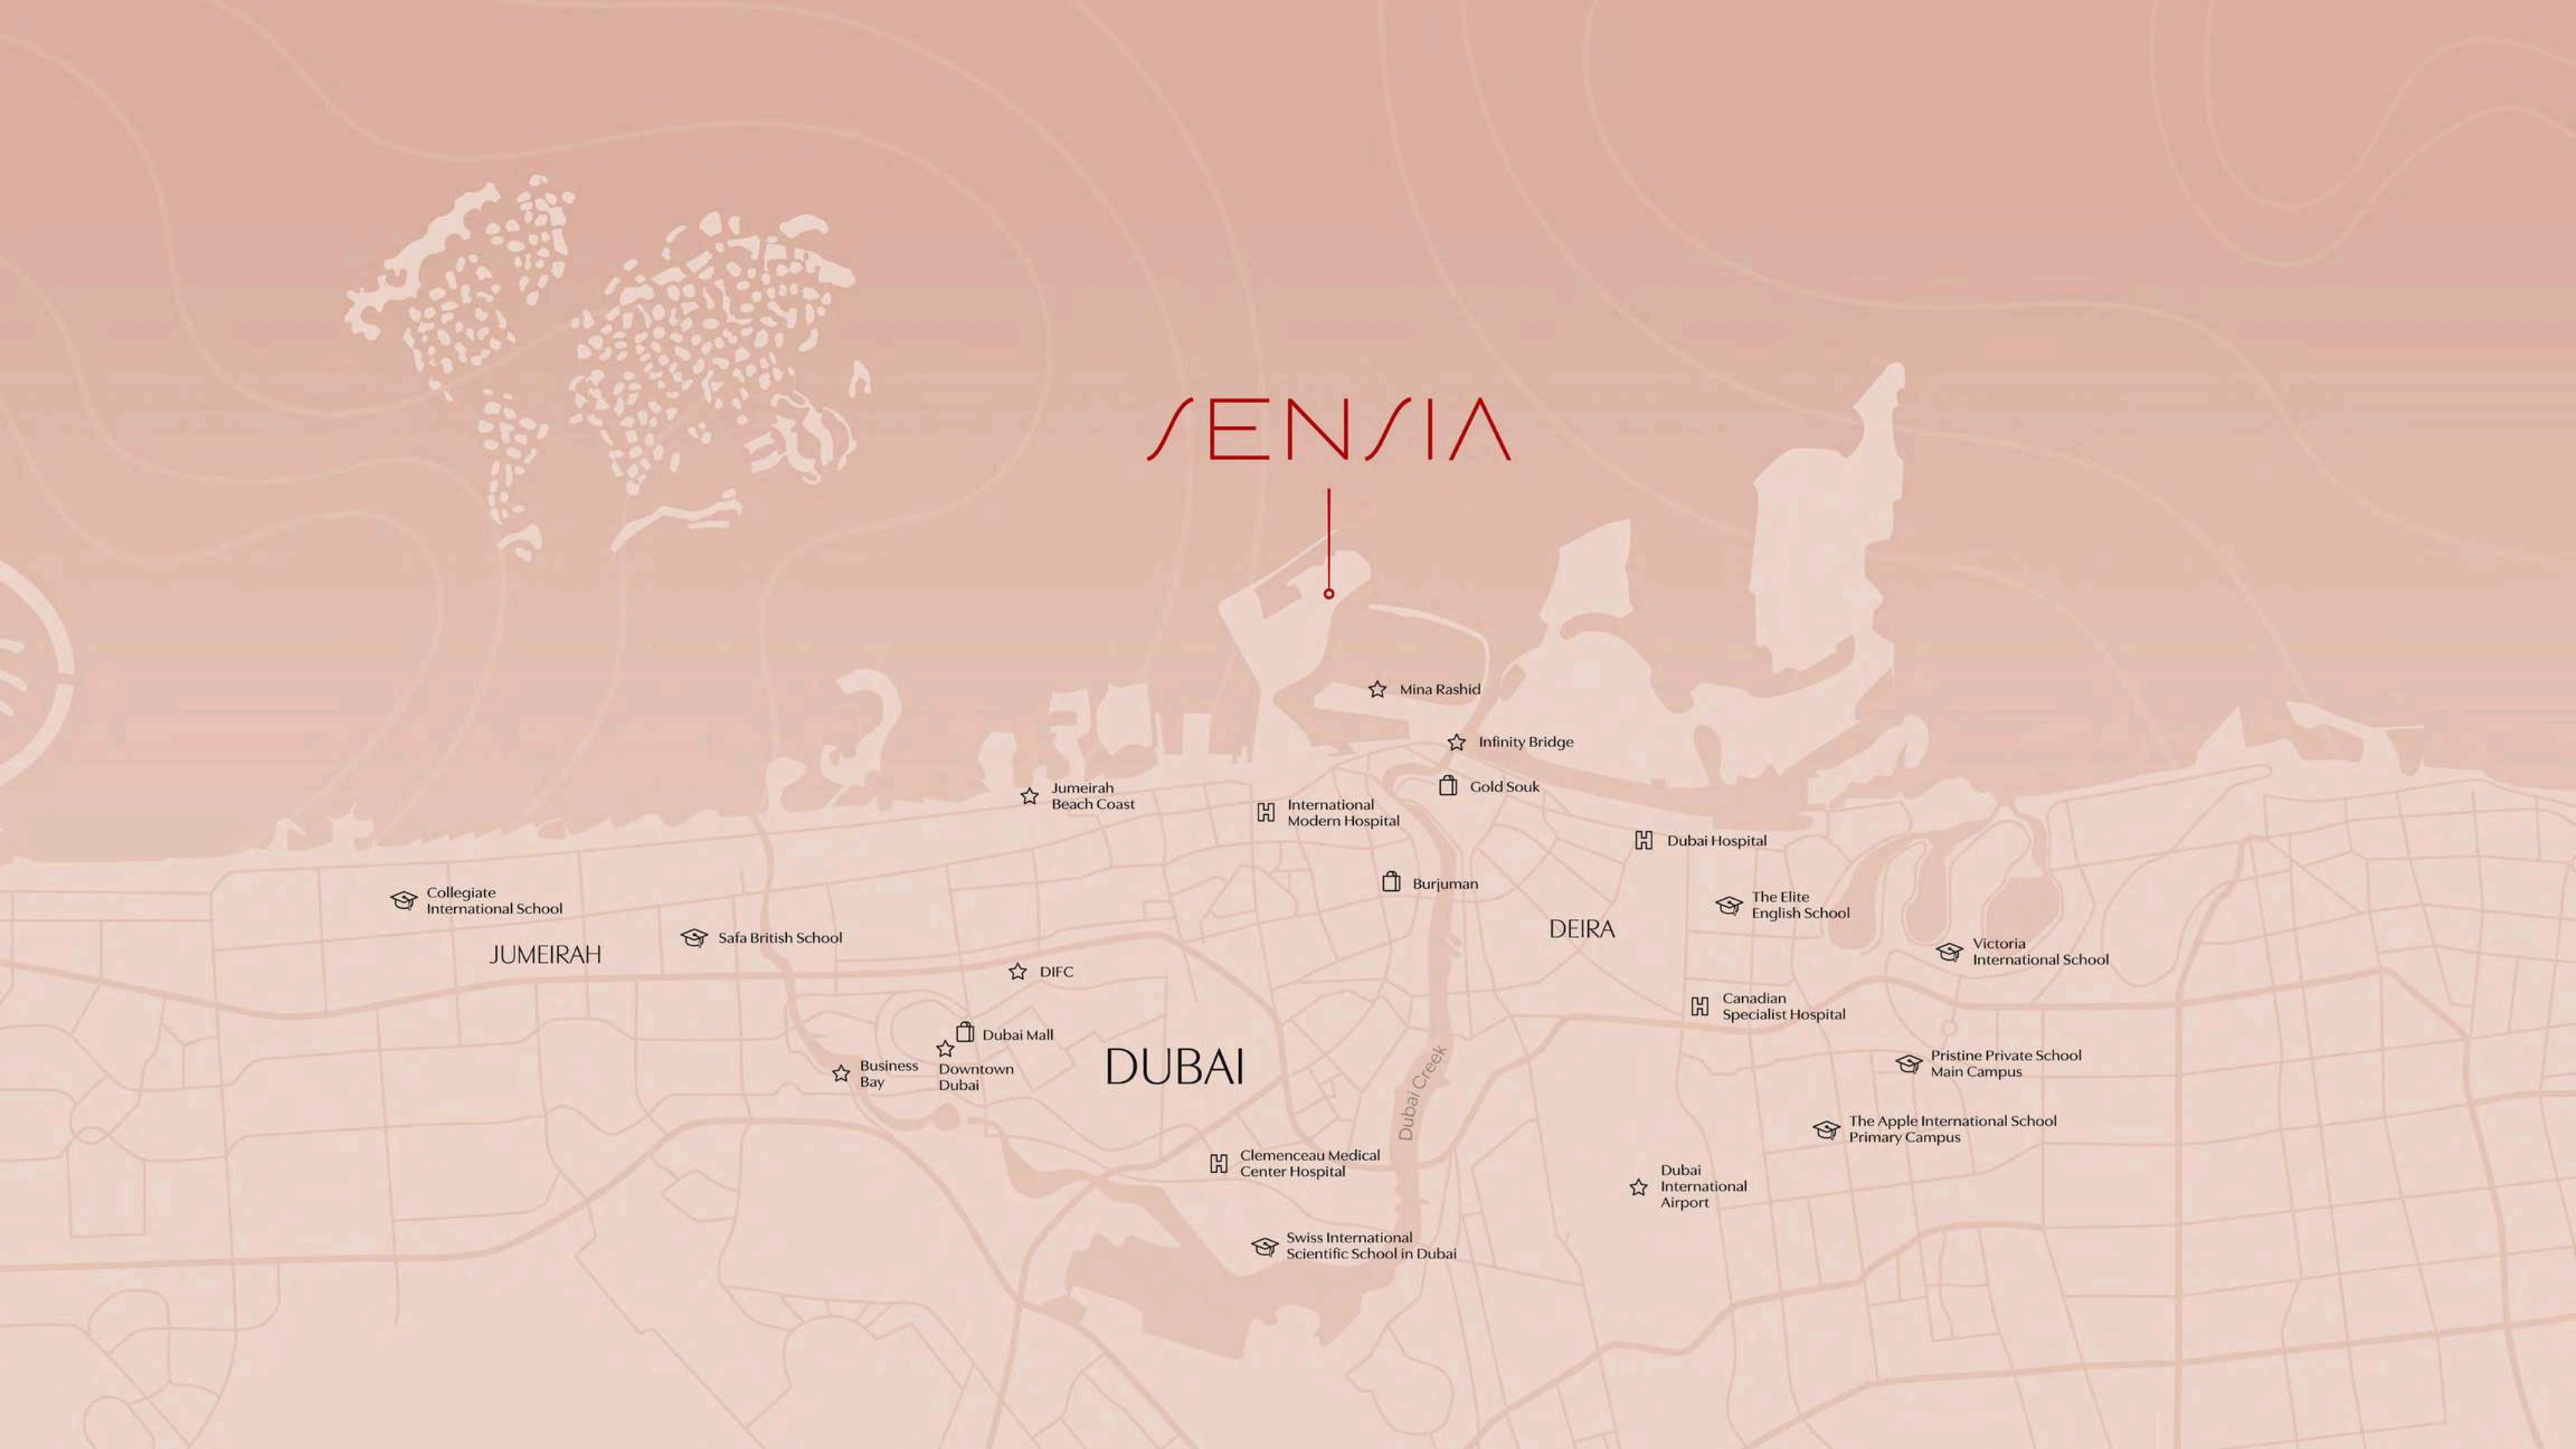 SENSIA
Mina Rashid
Infinity Bridge
Gold Souk
Jumeirah
Beach Coast
International
Modern Hospital
Dubai Hospital
Burjuman
Collegiate
International School
The Elite
English School
JUMEIRAH
Safa British School
DEIRA
Victoria
International School
DIFC
Canadian
Specialist Hospital
Dubai Mall
Business
Bay
Downtown
Dubai
DUBAI
Dubai Creek
Pristine Private School
Main Campus
The Apple International School
Primary Campus
Clemenceau Medical
Center Hospital
Dubai
International
Airport
Swiss International
Scientific School in Dubai